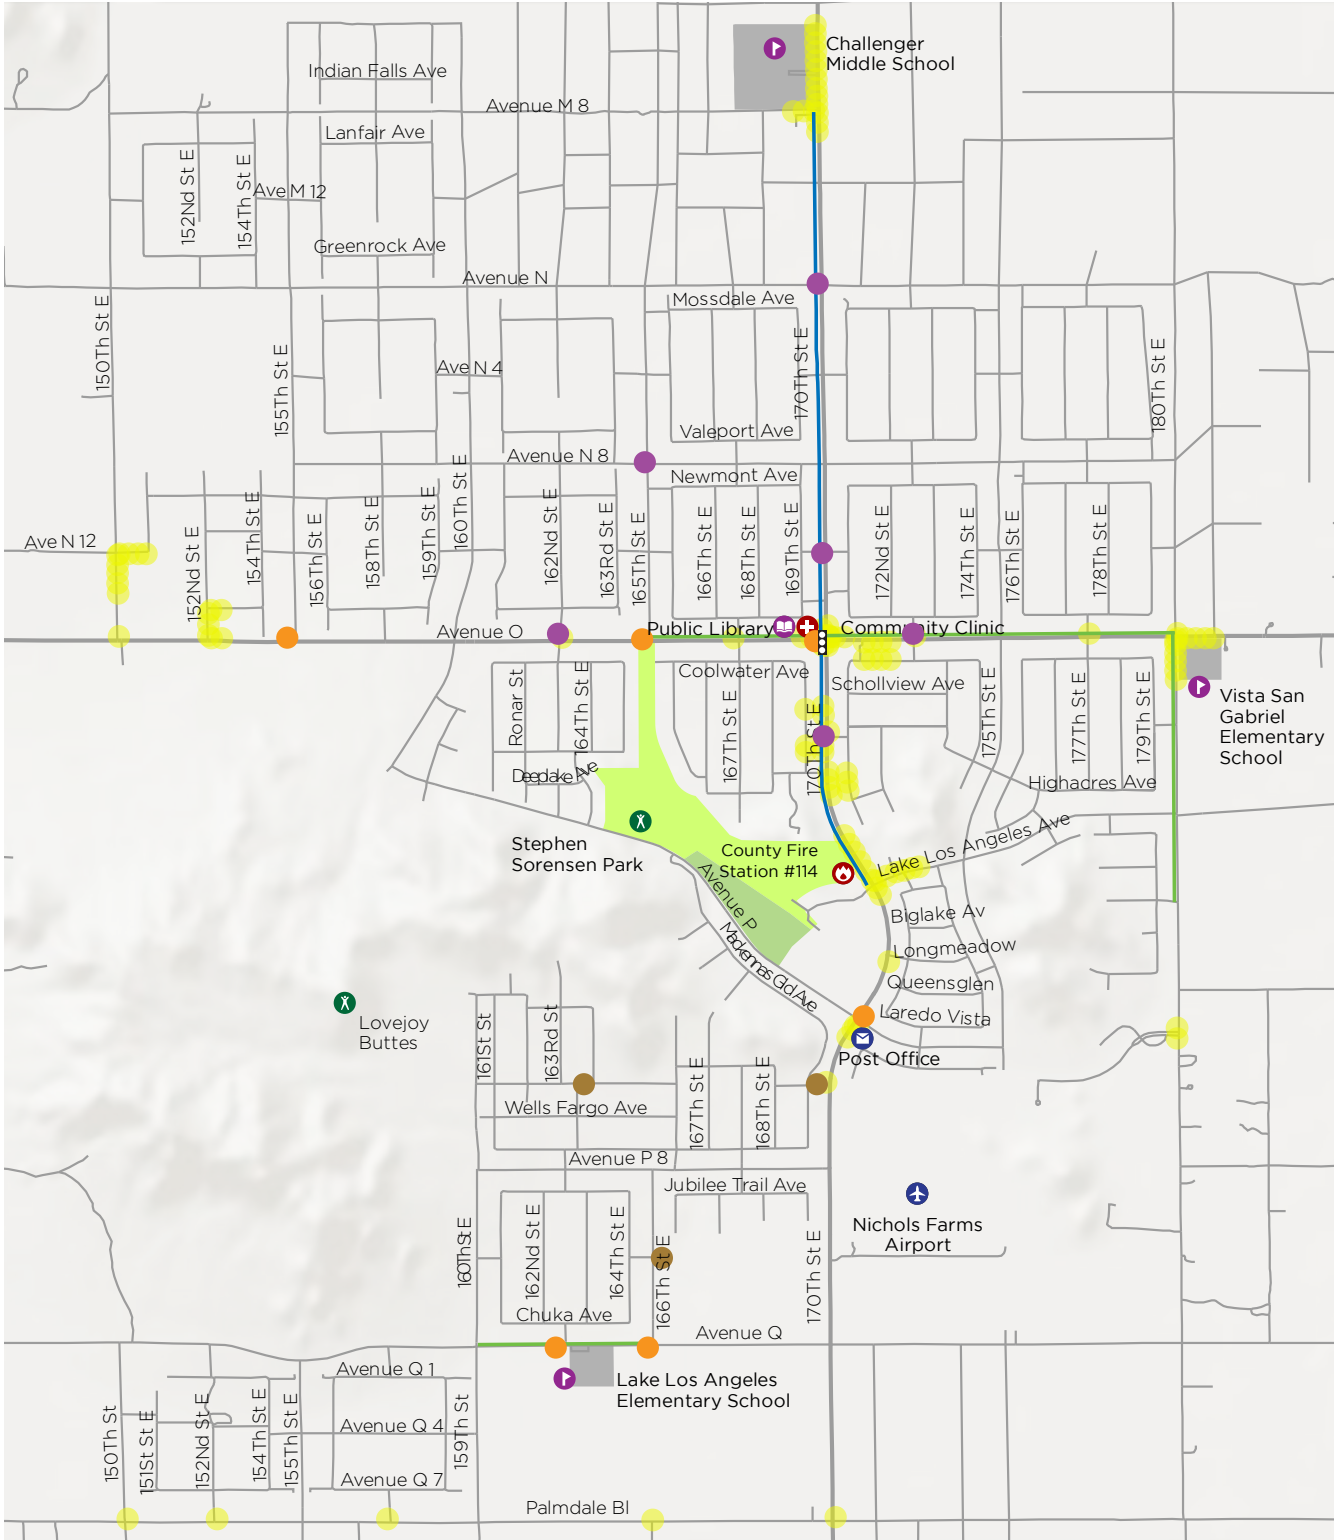 Challenger
Middle School
Indian Falls Ave
Avenue M 8
Lanfair Ave
152Nd St E
154Th St E
Ave M 12
Greenrock Ave
Avenue N
Mossdale Ave
150Th St E
155Th St E
Ave N 4
170Th St E
180Th St E
Valeport Ave
Avenue N 8
Newmont Ave
160Th St E
Ave N 12
152Nd St E
154Th St E
156Th St E
158Th St E
159Th St E
162Nd St E
163Rd St E
165Th St E
166Th St E
168Th St E
169Th St E
172Nd St E
174Th St E
176Th St E
178Th St E
Avenue O
Public Library
Community Clinic
Coolwater Ave
Schollview Ave
Ronar St
164Th St E
167Th St E
170Th St E
175Th St E
177Th St E
179Th St E
Vista San
Gabriel
Elementary
School
Deeplake Ave
Highacres Ave
Stephen
Sorensen Park
County Fire
Station #114
Lake Los Angeles Ave
Avenue P
Biglake Av
Longmeadow
Queensglen
Laredo Vista
Lovejoy
Buttes
161St St E
163Rd St
Post Office
Wells Fargo Ave
167Th St E
168Th St E
Avenue P 8
Jubilee Trail Ave
Nichols Farms
Airport
160Th St E
162Nd St E
164Th St E
166Th St E
170Th St E
Chuka Ave
Avenue Q
Avenue Q 1
Lake Los Angeles
Elementary School
150Th St
151St St E
152Nd St E
154Th St E
155Th St E
Avenue Q 4
159Th St
Avenue Q 7
Palmdale Bl